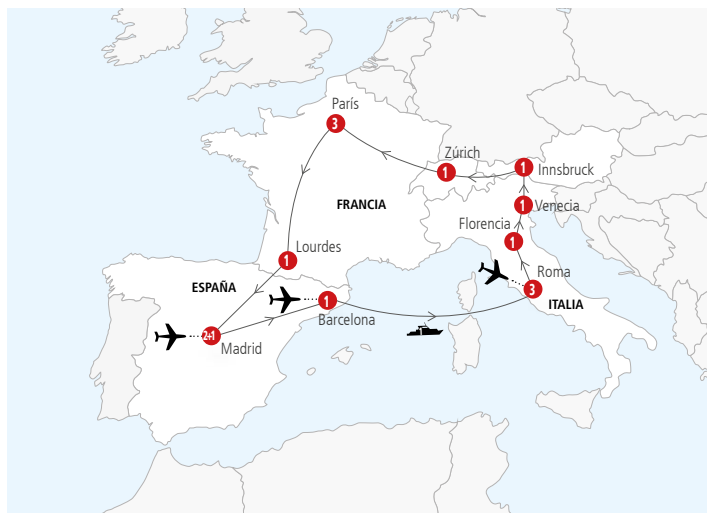 París
3
Zúrich
1
1
Innsbruck
1
Venecia
FRANCIA
Florencia
1
Lourdes
1
Roma
ESPAÑA
3
ITALIA
1
Barcelona
2+1
Madrid